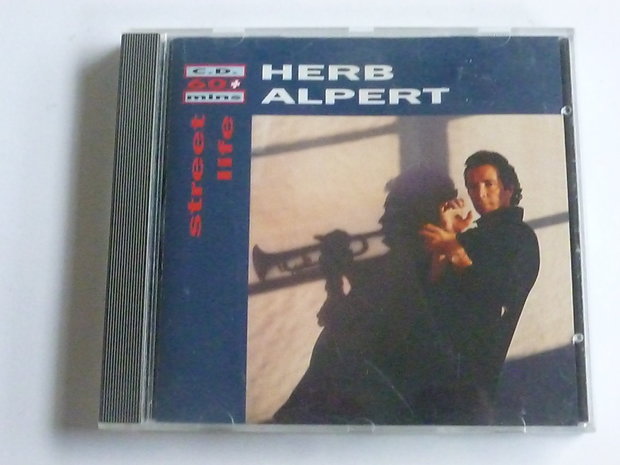 C.D.
60+
mins
HERB
ALPERT
street
life